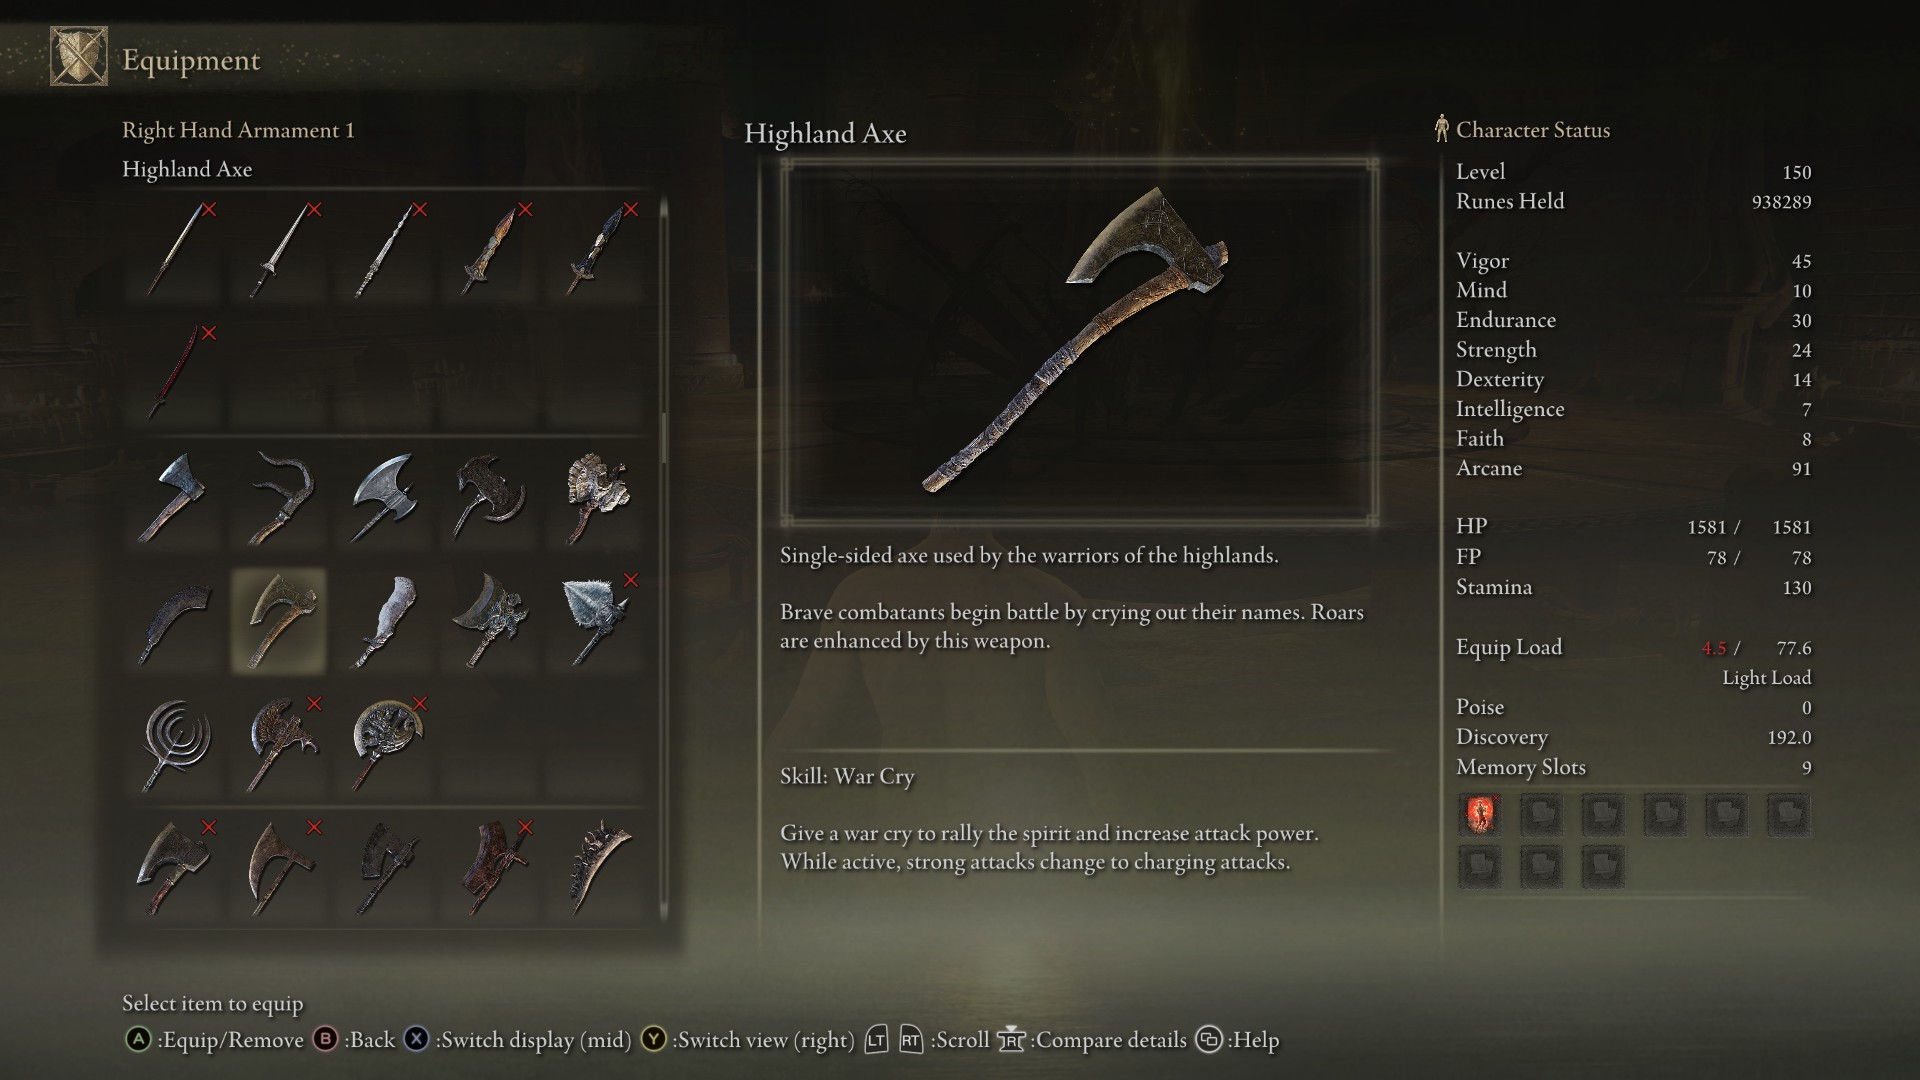 Equipment
Right Hand Armament 1
Highland Axe
Highland Axe
Single-sided axe used by the warriors of the highlands.
Brave combatants begin battle by crying out their names. Roars
are enhanced by this weapon.
Skill: War Cry
Give a war cry to rally the spirit and increase attack power.
While active, strong attacks change to charging attacks.
Character Status
Level 150
Runes Held 938289
Vigor 45
Mind 10
Endurance 30
Strength 24
Dexterity 14
Intelligence 7
Faith 8
Arcane 91
HP 1581 / 1581
FP 78 / 78
Stamina 130
Equip Load 4.5 / 77.6
Light Load
Poise 0
Discovery 192.0
Memory Slots 9
Select item to equip
A :Equip/Remove B :Back X :Switch display (mid) Y :Switch view (right) LT RT :Scroll R :Compare details :Help